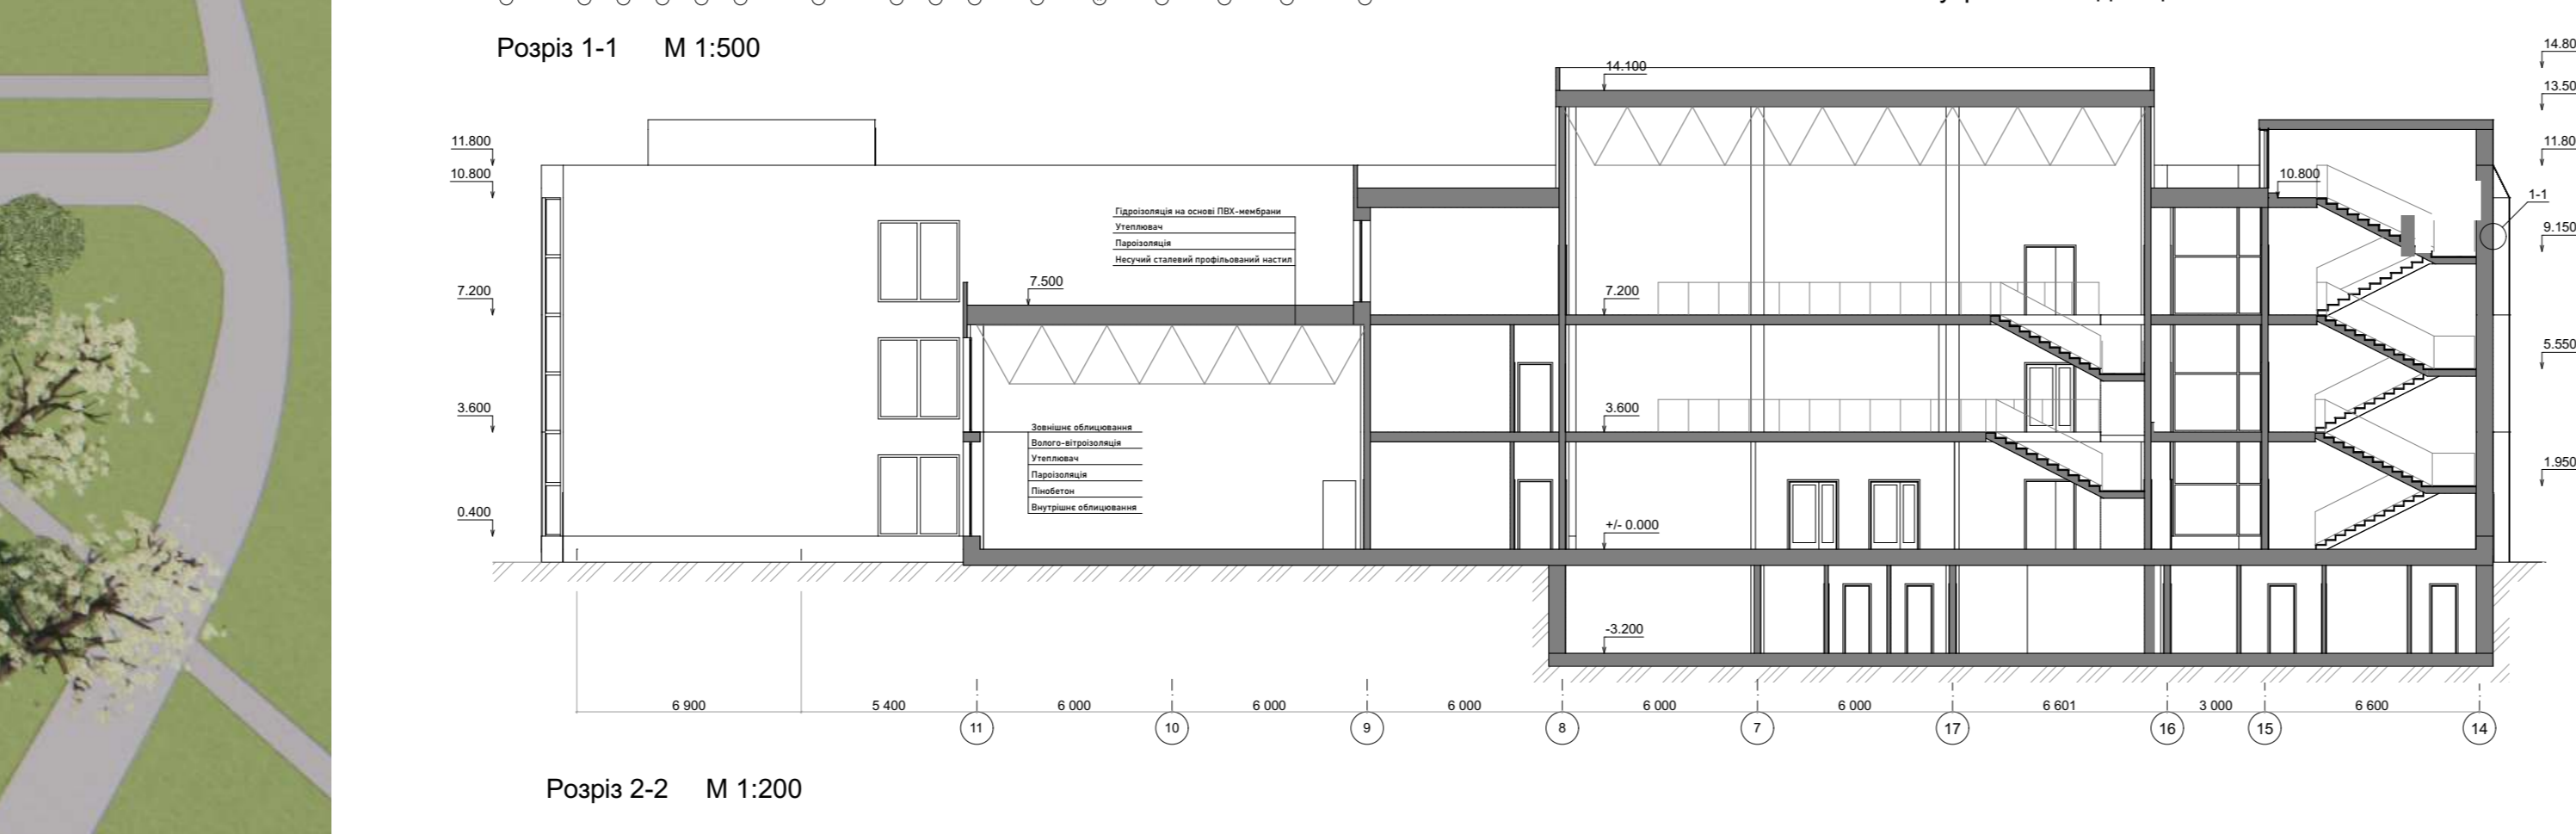 Розріз 1-1 М 1:500
14.100
14.80
13.50
11.800
11.80
10.800
10.800
1-1
Гідроізоляція на основі ПВХ-мембрани
Утеплювач
Пароізоляція
Несучий сталевий профільований настил
9.150
7.500
7.200
7.200
5.550
3.600
3.600
Зовнішнє облицювання
Волого-вітроізоляція
Утеплювач
Пароізоляція
Пінобетон
Внутрішнє облицювання
1.950
0.400
+/- 0.000
-3.200
6 900 5 400 6 000 6 000 6 000 6 000 6 000 6 601 3 000 6 600
11 10 9 8 7 17 16 15 14
Розріз 2-2 М 1:200